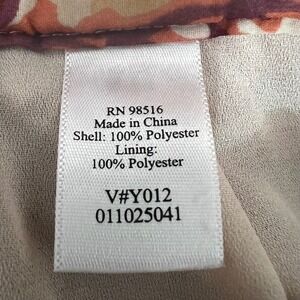 RN 98516
Made in China
Shell: 100% Polyester
Lining:
100% Polyester
V#Y012
011025041